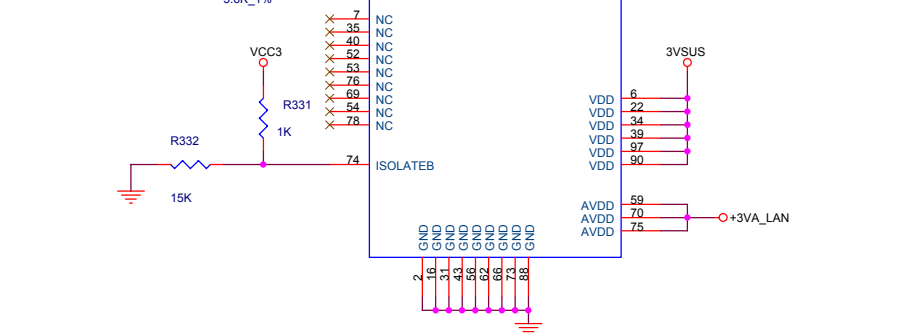 7 NC
35 NC
40 NC
52 NC
53 NC
76 NC
69 NC
54 NC
78 NC
VCC3
R331
1K
R332
15K
74 ISOLATEB
3VSUS
VDD 6
VDD 22
VDD 34
VDD 39
VDD 97
VDD 90
AVDD 59
AVDD 70
AVDD 75
+3VA_LAN
GND 2
GND 16
GND 31
GND 43
GND 56
GND 62
GND 66
GND 73
GND 88